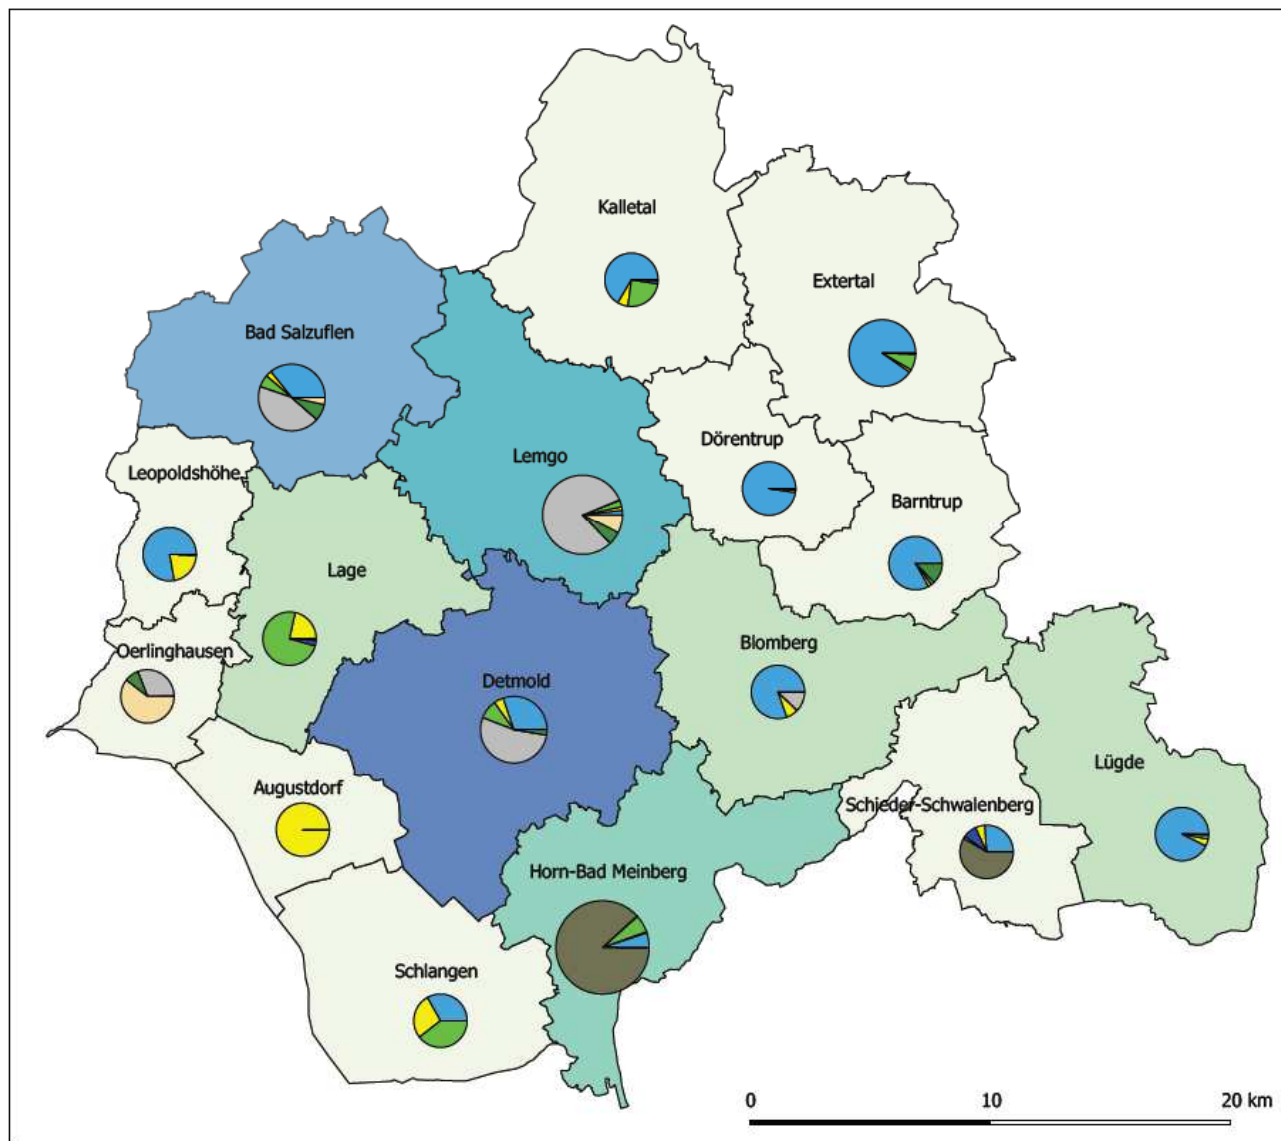 Kalletal
Extertal
Bad Salzuflen
Dörentrup
Lemgo
Leopoldshöhe
Barntrup
Lage
Blomberg
Oerlinghausen
Detmold
Lügde
Augustdorf
Schieder-Schwalenberg
Horn-Bad Meinberg
Schlangen
0 10 20 km